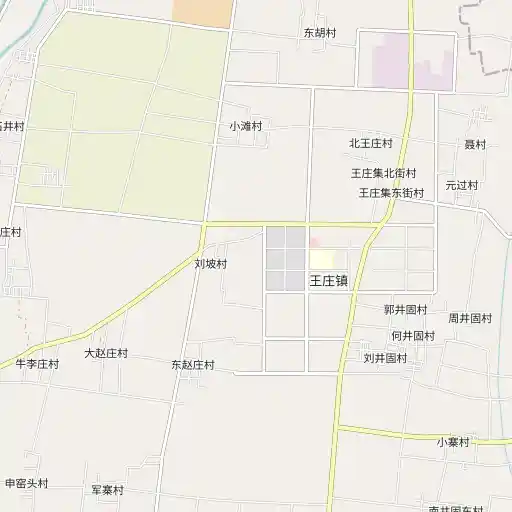 东胡村
小滩村
井村
北王庄村
聂村
王庄集北街村
元过村
王庄集东街村
庄村
刘坡村
王庄镇
郭井固村
周井固村
何井固村
大赵庄村
刘井固村
牛李庄村
东赵庄村
小寨村
申窑头村
军寨村
南井固东村